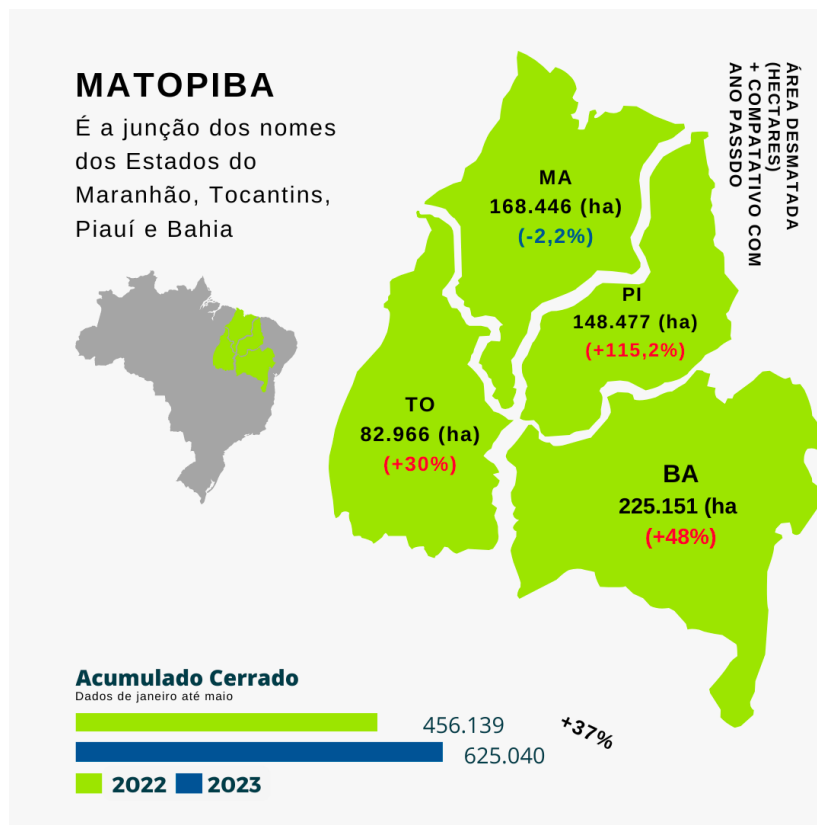 MATOPIBA
É a junção dos nomes
dos Estados do
Maranhão, Tocantins,
Piauí e Bahia
ÁREA DESMATADA
(HECTARES)
+ COMPATATIVO COM
ANO PASSDO
MA
168.446 (ha)
(-2,2%)
PI
148.477 (ha)
(+115,2%)
TO
82.966 (ha)
(+30%)
BA
225.151 (ha
(+48%)
Acumulado Cerrado
Dados de janeiro até maio
456.139
625.040
+37%
2022 2023